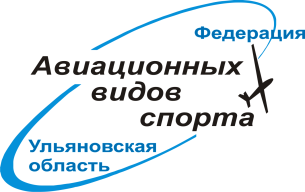 Федерация
Авиационных
видов
спорта
Ульяновская
область